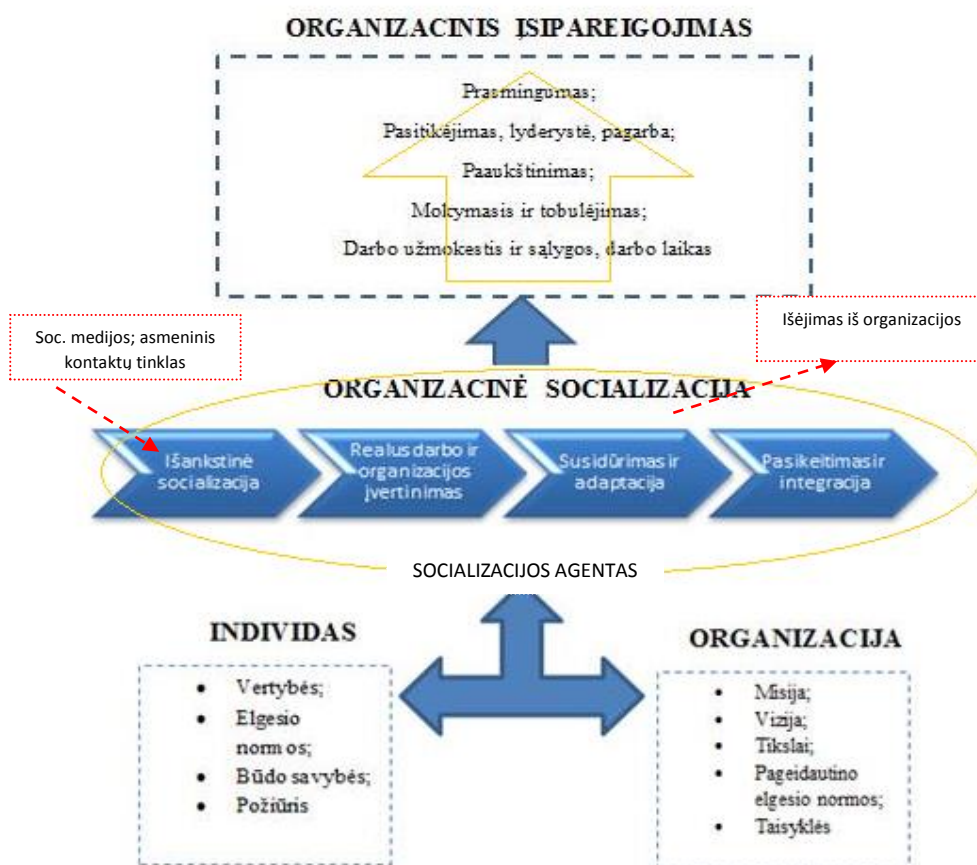 ORGANIZACINIS ĮSIPAREIGOJIMAS
Prasmingumas;
Pasitikėjimas, lyderystė, pagarba;
Paaukštinimas;
Mokymasis ir tobulėjimas;
Darbo užmokestis ir sąlygos, darbo laikas
Soc. medijos; asmeninis
kontaktų tinklas
Išėjimas iš organizacijos
ORGANIZACINĖ SOCIALIZACIJA
Išankstinė
socializacija
Realus darbo ir
organizacijos
įvertinimas
Susidūrimas ir
adaptacija
Pasikeitimas ir
integracija
SOCIALIZACIJOS AGENTAS
INDIVIDAS
• Vertybės;
• Elgesio
normos;
• Būdo savybės;
• Požiūris
ORGANIZACIJA
• Misija;
• Vizija;
• Tikslai;
• Pageidautino
elgesio normos;
• Taisyklės